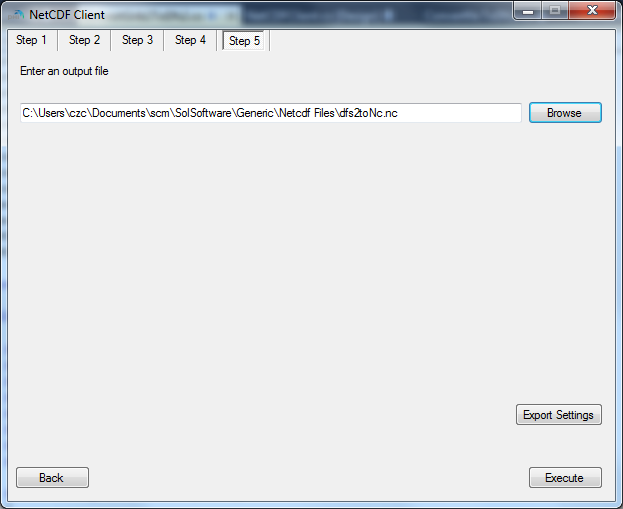 NetCDF Client
Step 1 Step 2 Step 3 Step 4 Step 5
Enter an output file
C:\Users\czc\Documents\scm\SolSoftware\Generic\Netcdf Files\dfs2toNc.nc Browse
Export Settings
Back Execute